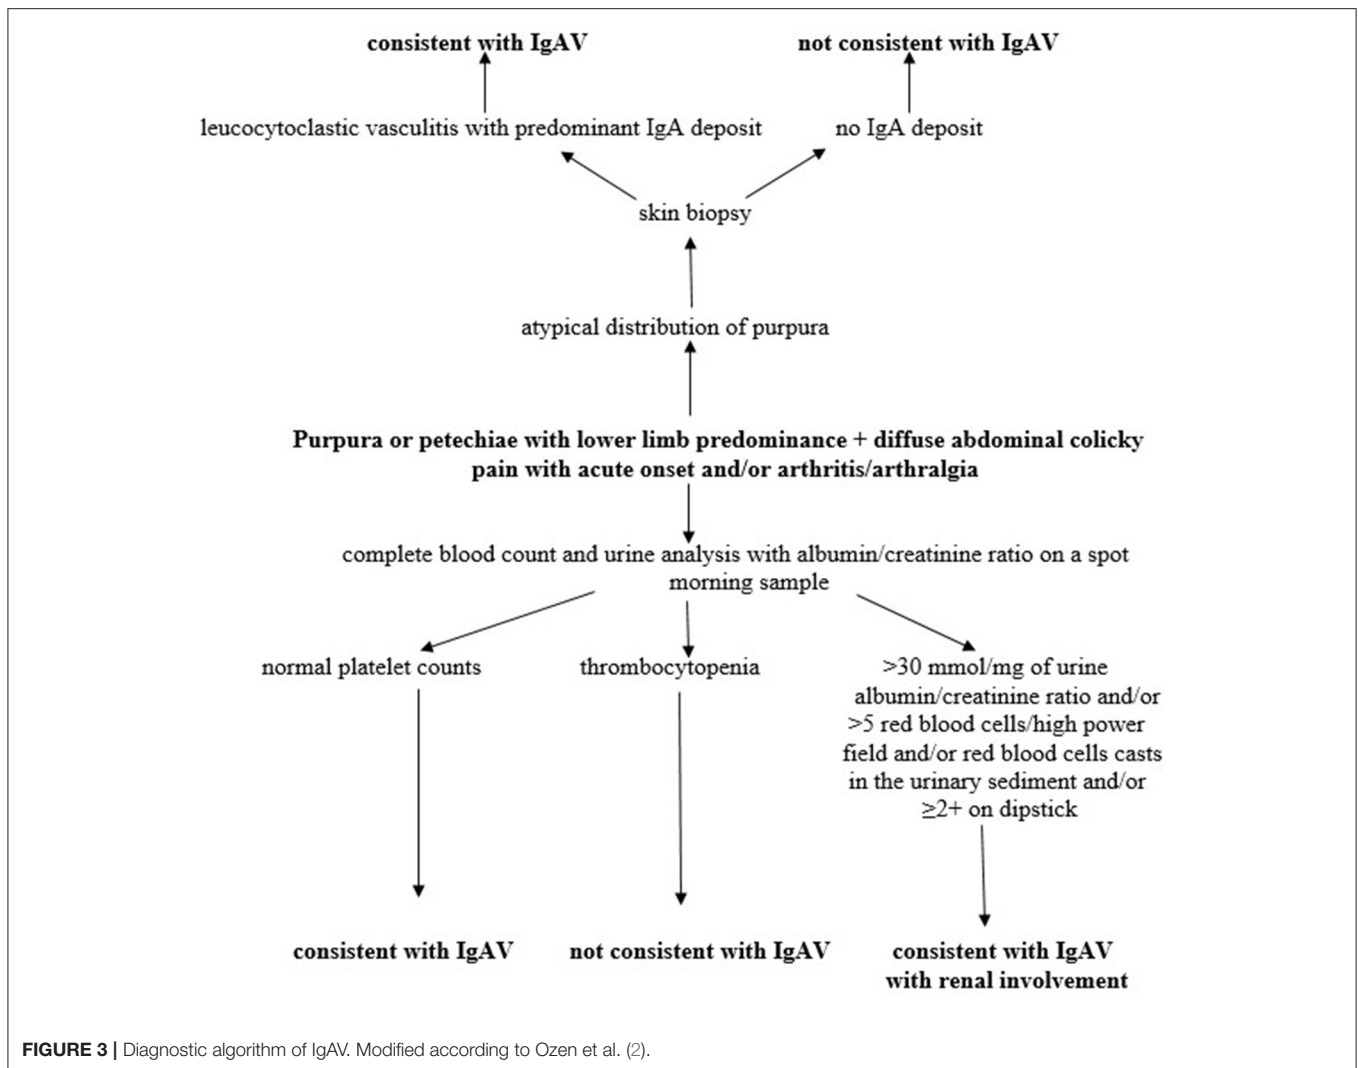 consistent with IgAV
not consistent with IgAV
leucocytoclastic vasculitis with predominant IgA deposit
no IgA deposit
skin biopsy
atypical distribution of purpura
Purpura or petechiae with lower limb predominance + diffuse abdominal colicky
pain with acute onset and/or arthritis/arthralgia
complete blood count and urine analysis with albumin/creatinine ratio on a spot
morning sample
normal platelet counts
thrombocytopenia
>30 mmol/mg of urine
albumin/creatinine ratio and/or
>5 red blood cells/high power
field and/or red blood cells casts
in the urinary sediment and/or
≥2+ on dipstick
consistent with IgAV
not consistent with IgAV
consistent with IgAV
with renal involvement
FIGURE 3 | Diagnostic algorithm of IgAV. Modified according to Ozen et al. (2).